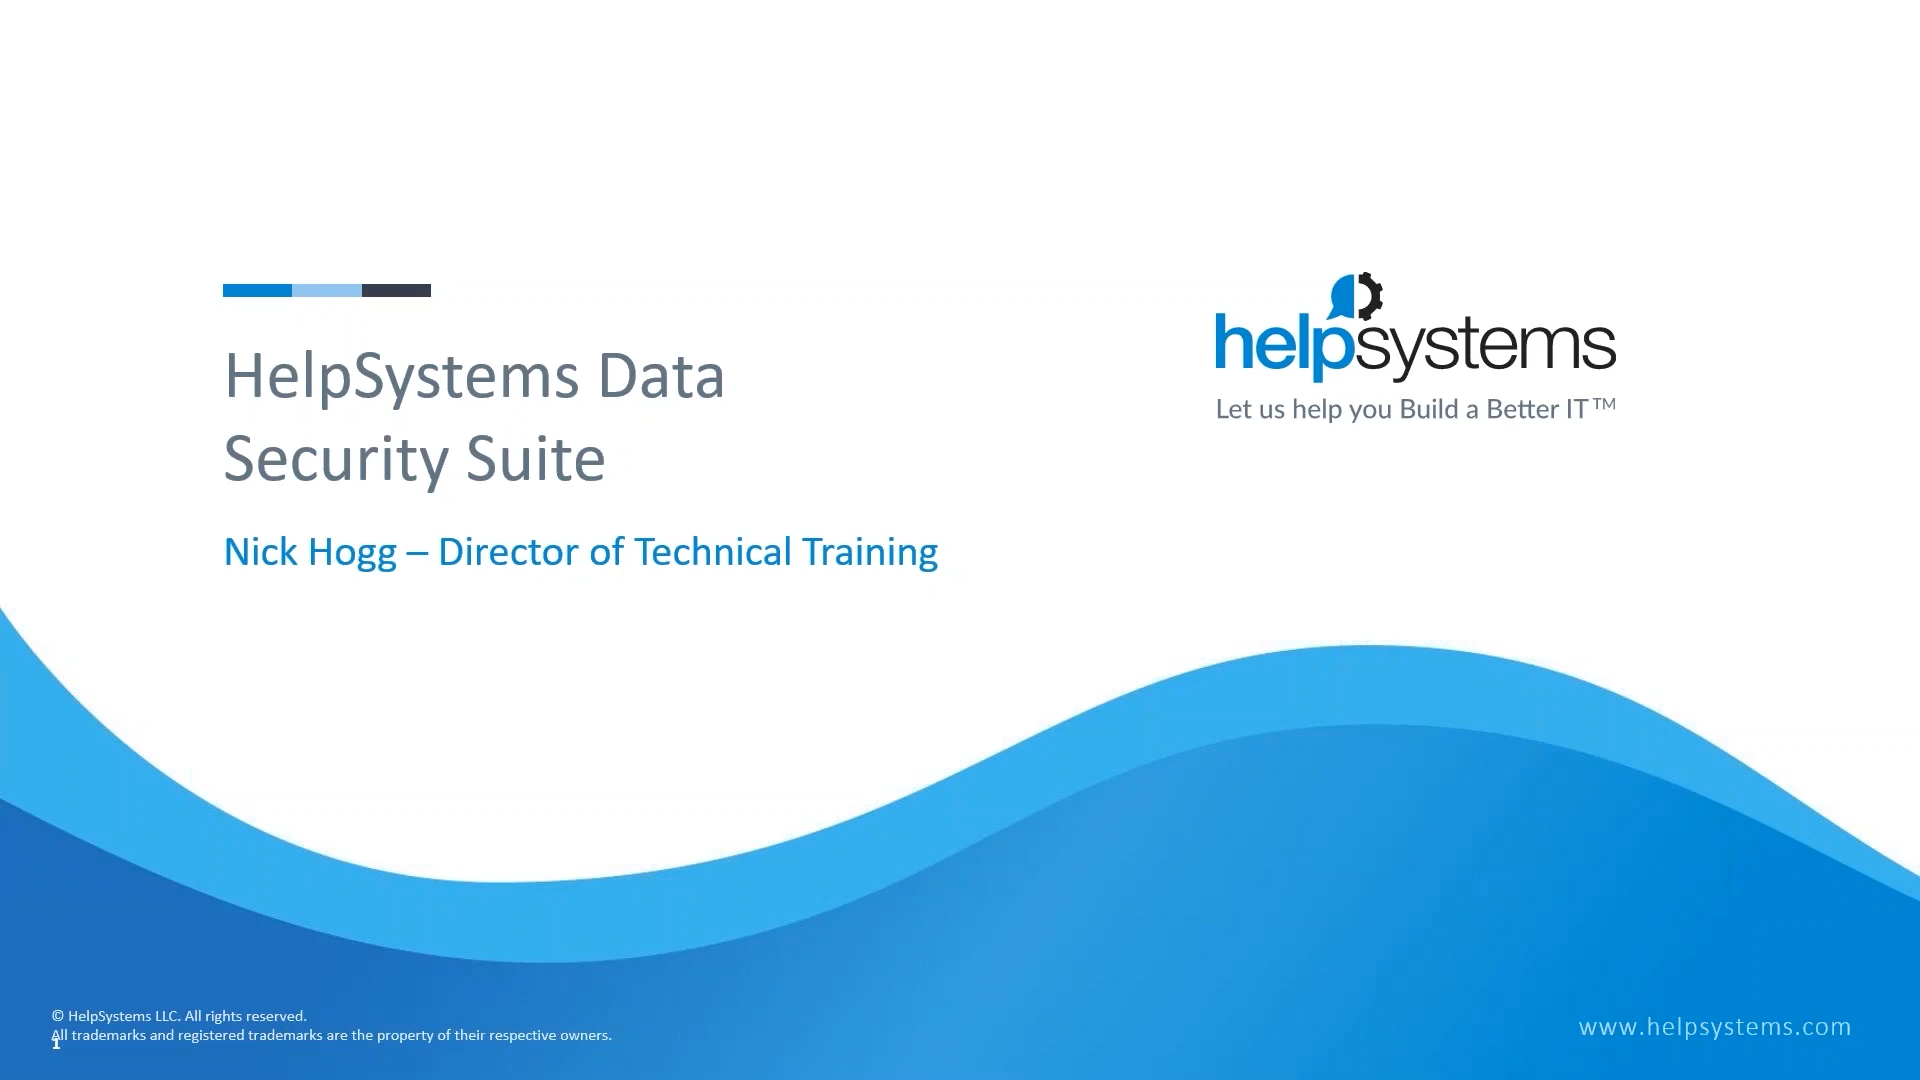 HelpSystems Data
Security Suite
Nick Hogg – Director of Technical Training
helpsystems
Let us help you Build a Better IT™
© HelpSystems LLC. All rights reserved.
All trademarks and registered trademarks are the property of their respective owners.
1
www.helpsystems.com